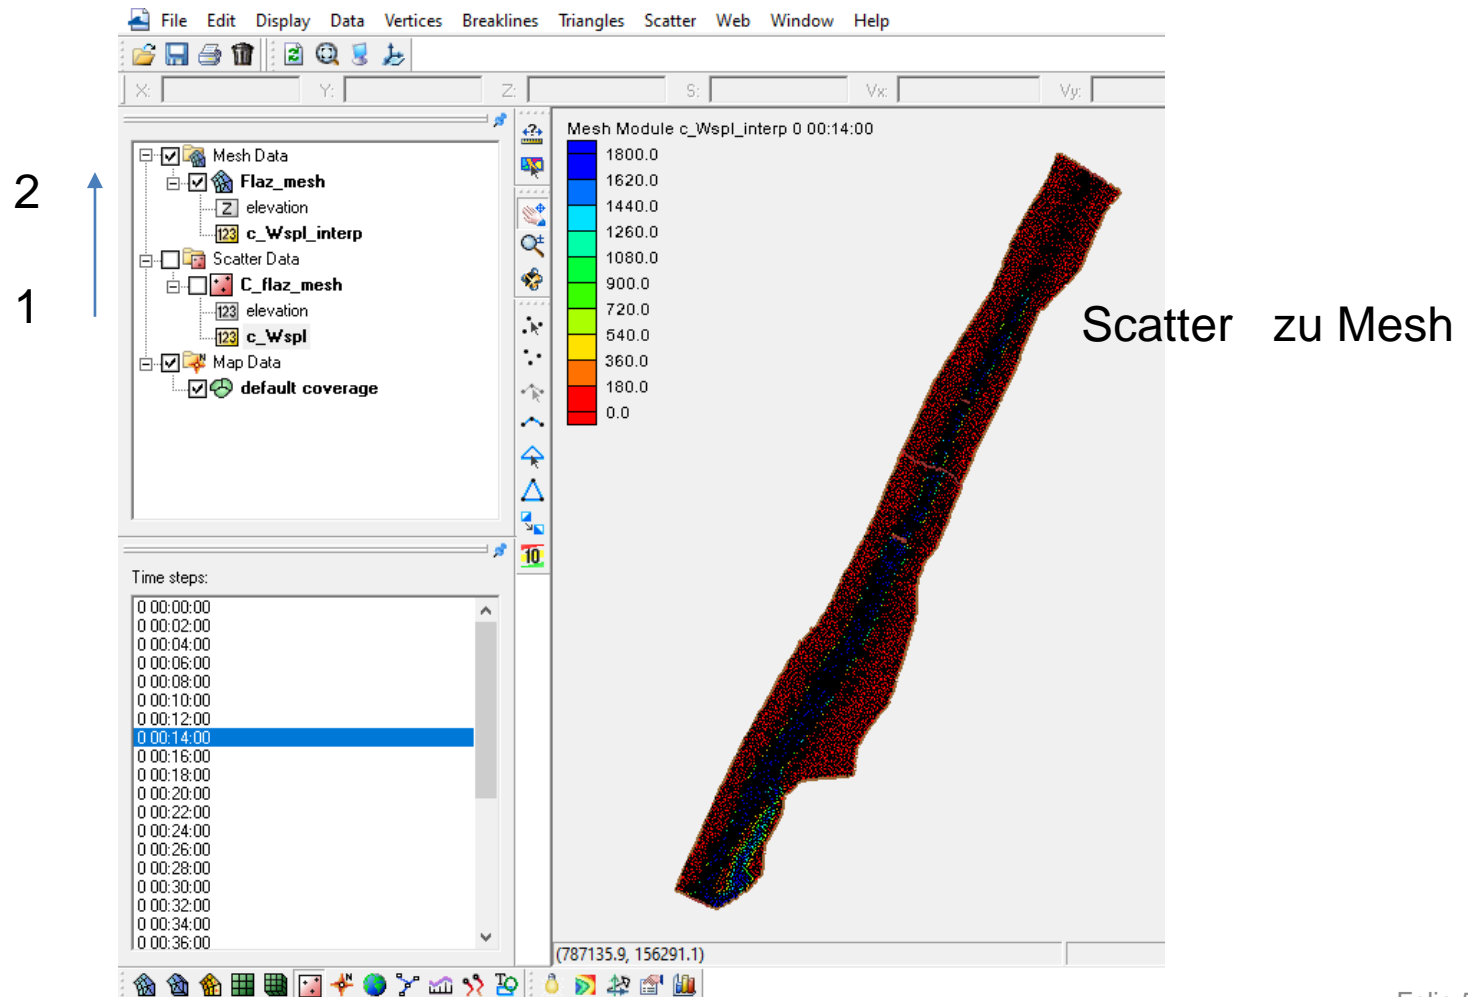 File Edit Display Data Vertices Breaklines Triangles Scatter Web Window Help
X: Y: Z: S: Vx: Vy:
Mesh Data
Flaz_mesh
Z elevation
123 c_Wspl_interp
Scatter Data
C_flaz_mesh
123 elevation
123 c_Wspl
Map Data
default coverage
2
1
Mesh Module c_Wspl_interp 0 00:14:00
1800.0
1620.0
1440.0
1260.0
1080.0
900.0
720.0
540.0
360.0
180.0
0.0
Scatter zu Mesh
10
Time steps:
0 00:00:00
0 00:02:00
0 00:04:00
0 00:06:00
0 00:08:00
0 00:10:00
0 00:12:00
0 00:14:00
0 00:16:00
0 00:18:00
0 00:20:00
0 00:22:00
0 00:24:00
0 00:26:00
0 00:28:00
0 00:30:00
0 00:32:00
0 00:34:00
0 00:36:00
(787135.9, 156291.1)